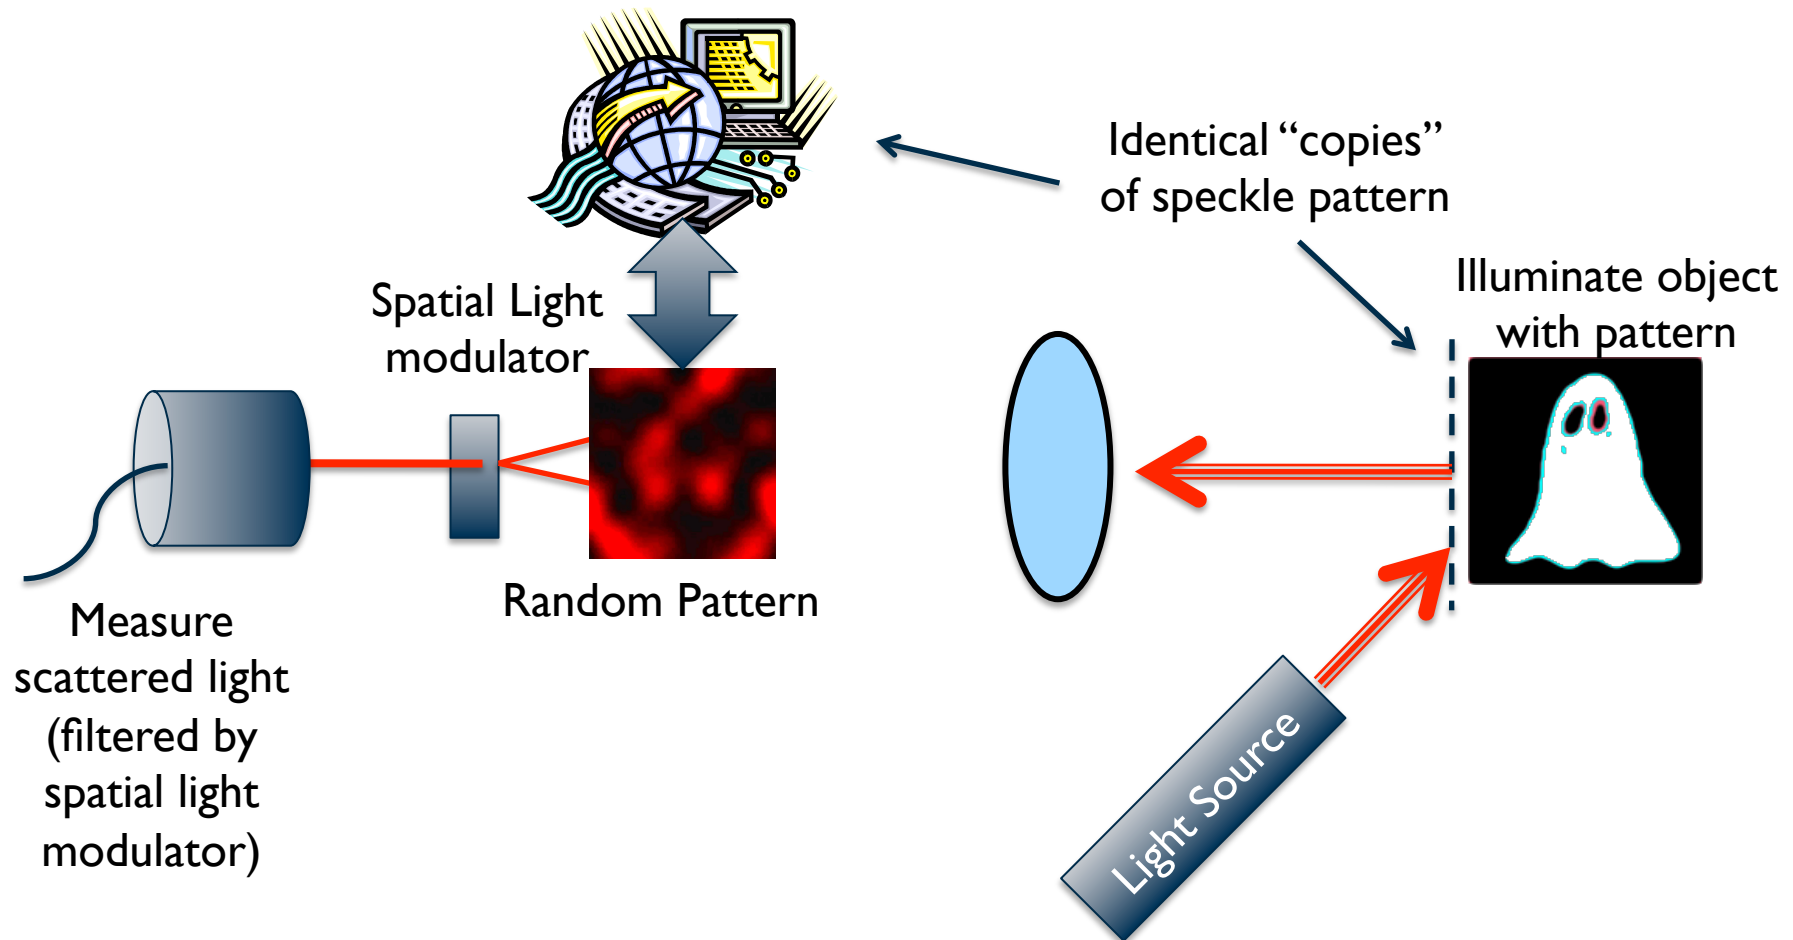 Identical “copies”
of speckle pattern
Illuminate object
with pattern
Spatial Light
modulator
Random Pattern
Measure
scattered light
(filtered by
spatial light
modulator)
Light Source